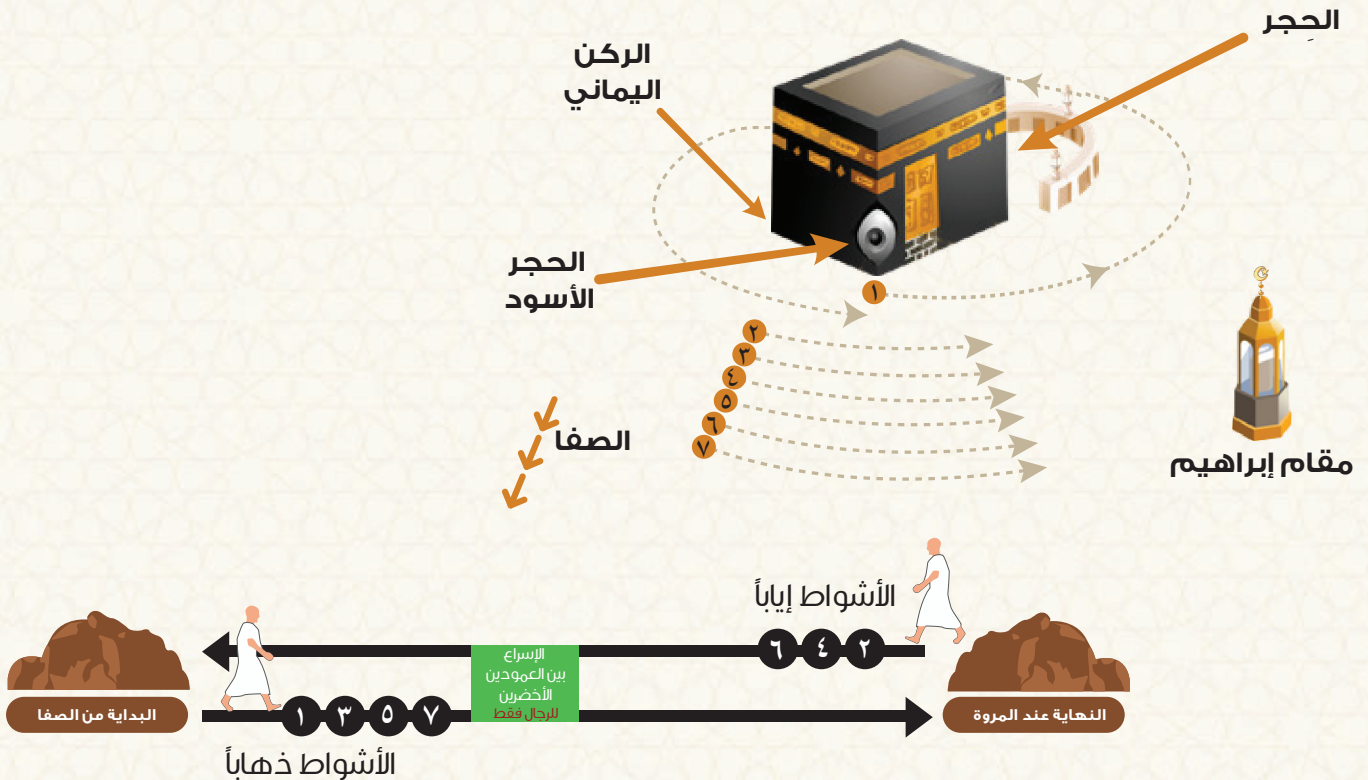 الحِجر
الركن
اليماني
الحجر
الأسود
١
٢
٣
٤
٥
٦
٧
الصفا
مقام إبراهيم
الأشواط إياباً
٦ ٤ ٢
الإسراع
بين العمودين
الأخضرين
للرجال فقط
البداية من الصفا
النهاية عند المروة
١ ٣ ٥ ٧
الأشواط ذهاباً